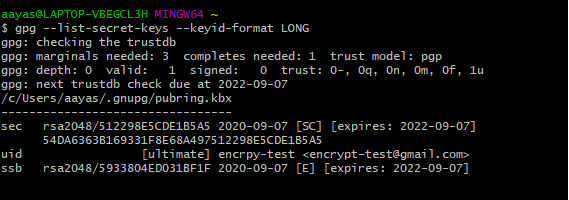 aayas@LAPTOP-VBEGCL3H MINGW64 ~
$ gpg --list-secret-keys --keyid-format LONG
gpg: checking the trustdb
gpg: marginals needed: 3  completes needed: 1  trust model: pgp
gpg: depth: 0  valid:   1  signed:   0  trust: 0-, 0q, 0n, 0m, 0f, 1u
gpg: next trustdb check due at 2022-09-07
/c/Users/aayas/.gnupg/pubring.kbx
---------------------------------
sec   rsa2048/512298E5CDE1B5A5 2020-09-07 [SC] [expires: 2022-09-07]
      54DA6363B169331F8E68A497512298E5CDE1B5A5
uid                 [ultimate] encrpy-test <encrypt-test@gmail.com>
ssb   rsa2048/5933804ED031BF1F 2020-09-07 [E] [expires: 2022-09-07]